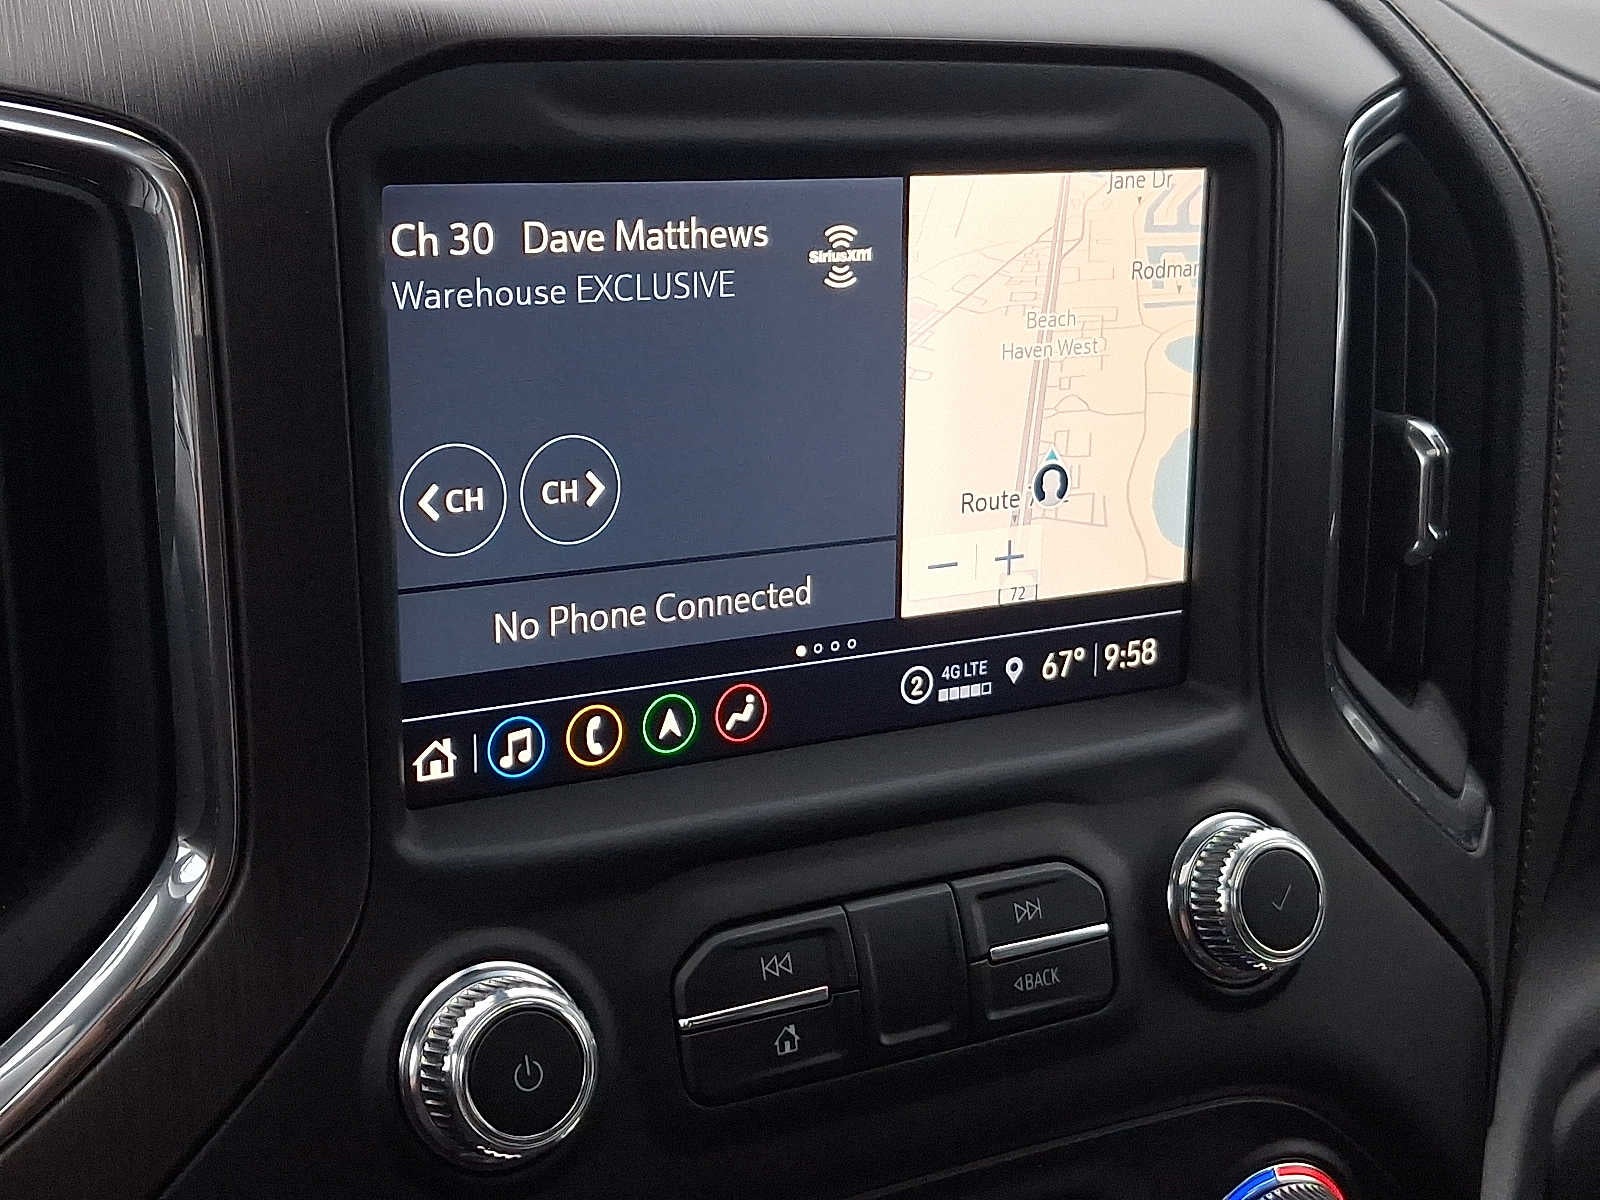 Ch 30 Dave Matthews
SiriusXM
Warehouse EXCLUSIVE
CH
CH
No Phone Connected
Jane Dr
Beach
Haven West
Route
72
2
4G LTE
67° 9:58
BACK